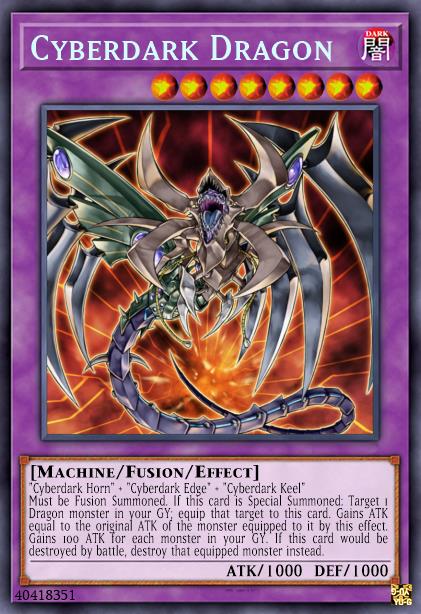 CYBERDARK DRAGON
DARK
闇
[MACHINE/FUSION/EFFECT]
"Cyberdark Horn" + "Cyberdark Edge" + "Cyberdark Keel"
Must be Fusion Summoned. If this card is Special Summoned: Target 1
Dragon monster in your GY; equip that target to this card. Gains ATK
equal to the original ATK of the monster equipped to it by this effect.
Gains 100 ATK for each monster in your GY. If this card would be
destroyed by battle, destroy that equipped monster instead.
ATK/1000 DEF/1000
40418351